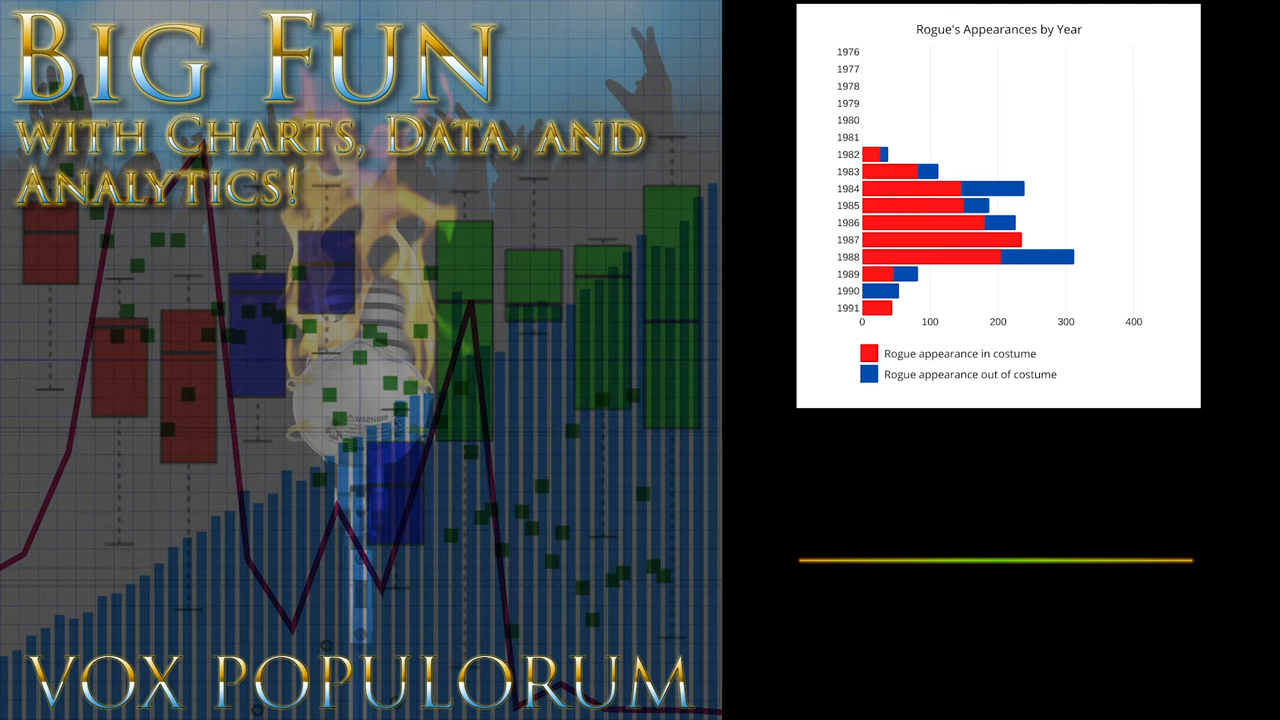 BIG FUN
WITH CHARTS, DATA, AND
ANALYTICS!
WARNING
VOX POPULORUM
Rogue's Appearances by Year
1976
1977
1978
1979
1980
1981
1982
1983
1984
1985
1986
1987
1988
1989
1990
1991
0 100 200 300 400
Rogue appearance in costume
Rogue appearance out of costume